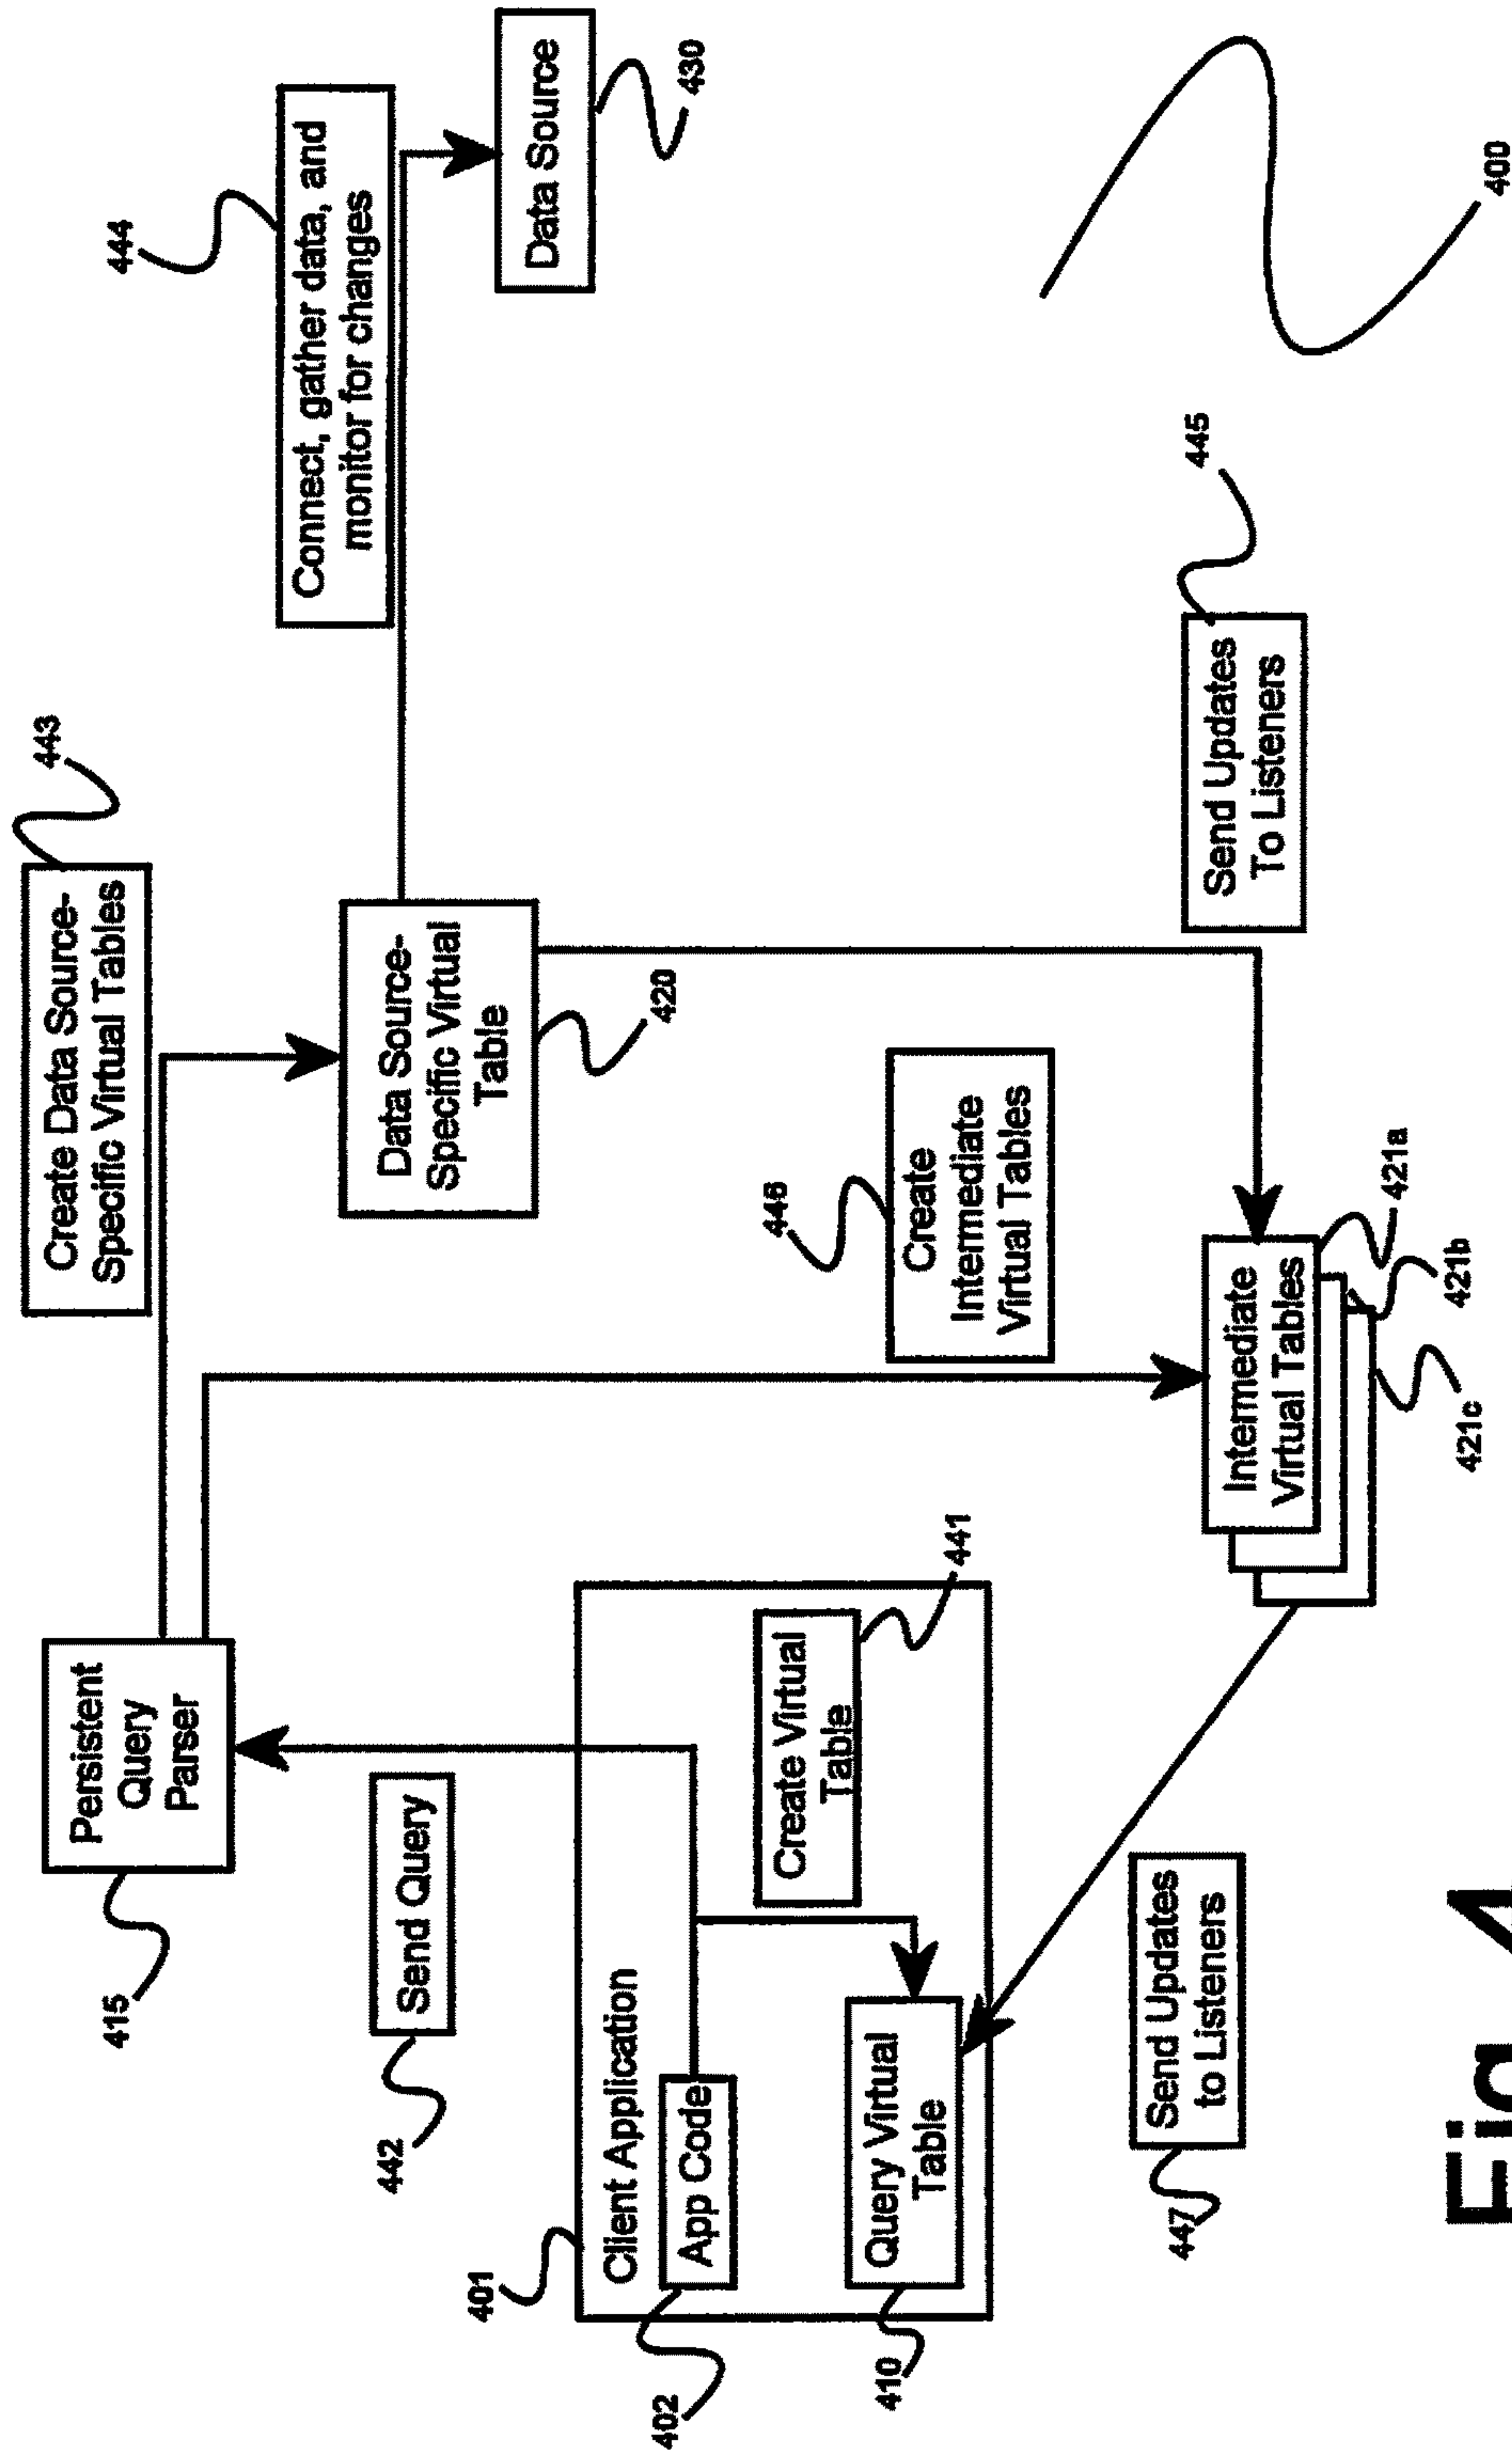 Persistent
Query
Parser
415
Create Data Source-
Specific Virtual Tables
443
444
Connect, gather data, and
monitor for changes
442
Send Query
Data Source-
Specific Virtual
Table
420
Data Source
430
401
Client Application
402
App Code
Create Virtual
Table
441
410
Query Virtual
Table
446
Create
Intermediate
Virtual Tables
447
Send Updates
to Listeners
Intermediate
Virtual Tables
421a
421b
421c
Send Updates
To Listeners
445
400
Fig 4